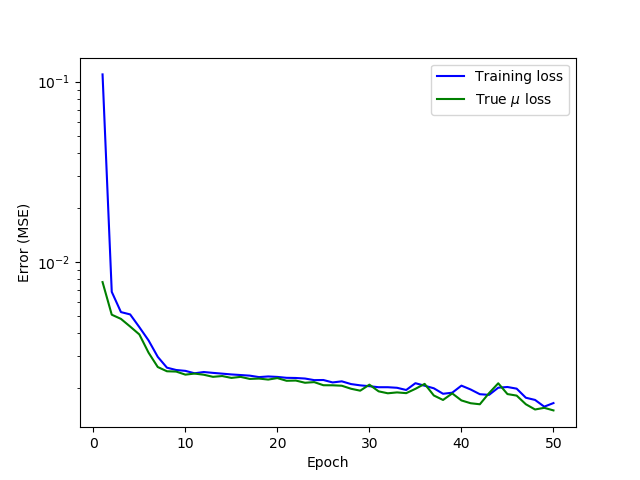 Training loss
True μ loss
10⁻¹
10⁻²
Error (MSE)
0 10 20 30 40 50
Epoch